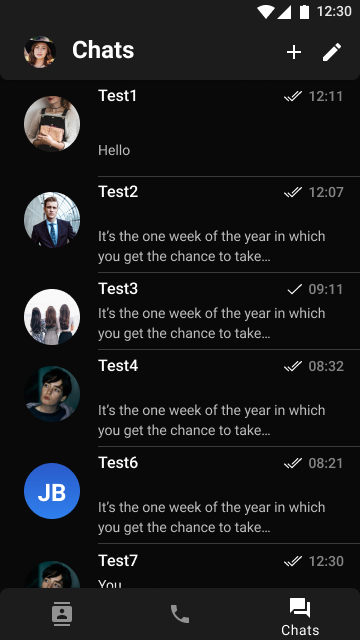 12:30
Chats
Test1 12:11
Hello
Test2 12:07
It's the one week of the year in which
you get the chance to take...
Test3 09:11
It's the one week of the year in which
you get the chance to take...
Test4 08:32
It's the one week of the year in which
you get the chance to take...
JB
Test6 08:21
It's the one week of the year in which
you get the chance to take...
Test7 12:30
You
Chats